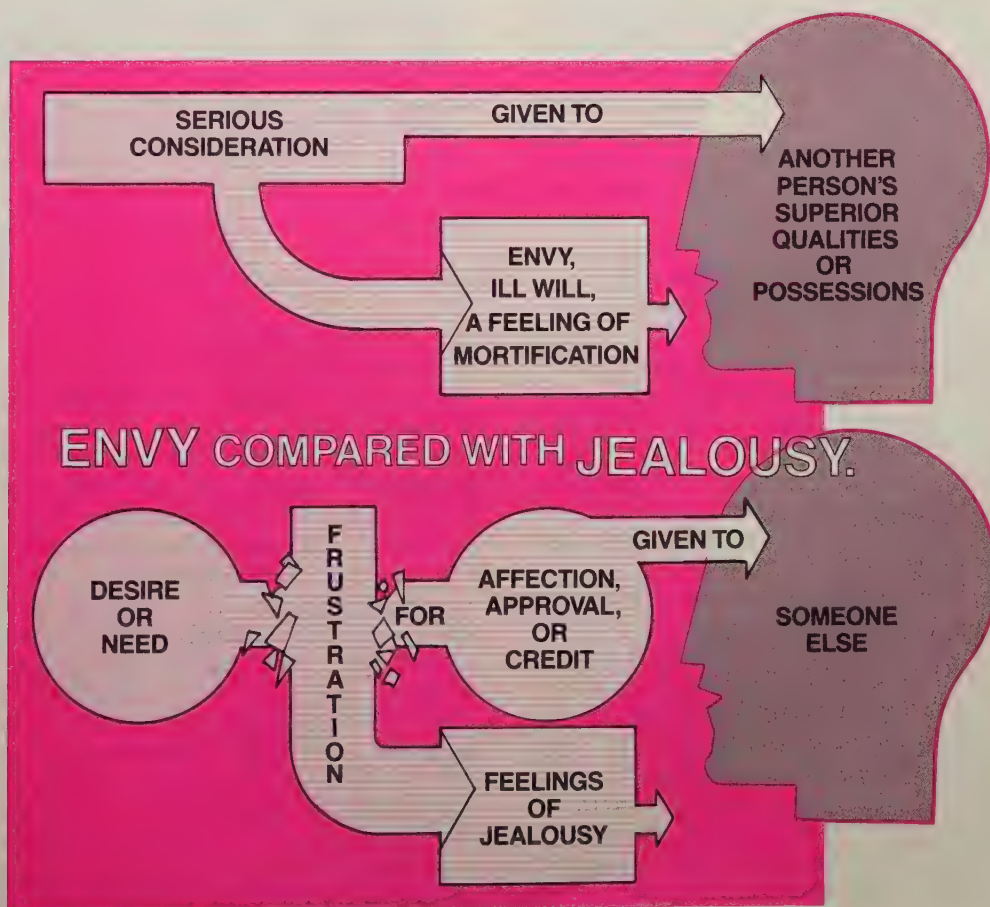 SERIOUS
CONSIDERATION
GIVEN TO
ANOTHER
PERSON'S
SUPERIOR
QUALITIES
OR
POSSESSIONS
ENVY,
ILL WILL,
A FEELING OF
MORTIFICATION
ENVY COMPARED WITH JEALOUSY.
DESIRE
OR
NEED
FRUSTRATION
FOR
AFFECTION,
APPROVAL,
OR
CREDIT
GIVEN TO
SOMEONE
ELSE
FEELINGS
OF
JEALOUSY